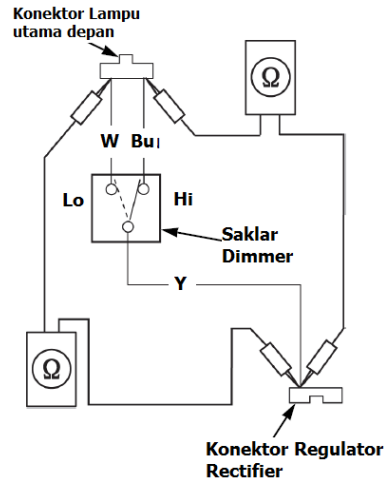 Konektor Lampu
utama depan
Ω
W Bu
Lo
Hi
Saklar
Dimmer
Y
Ω
Konektor Regulator
Rectifier